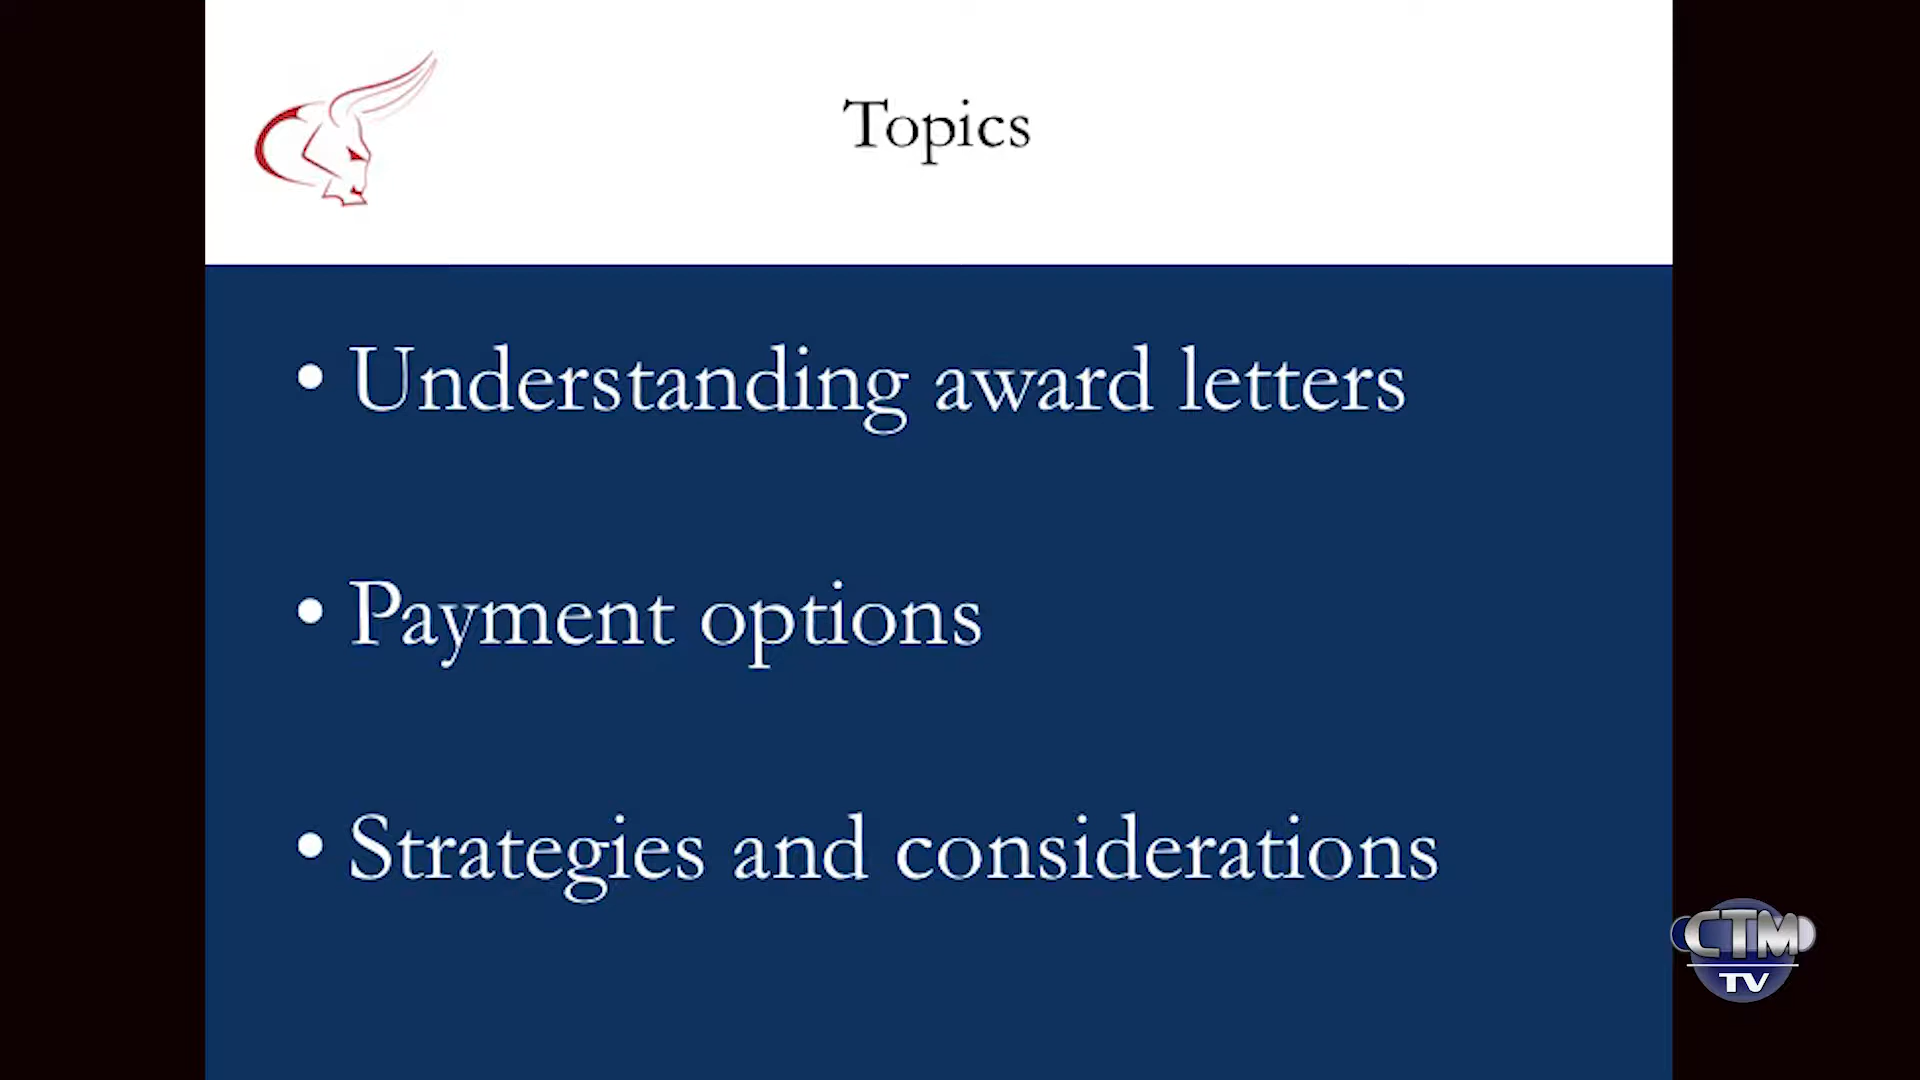 Topics
• Understanding award letters
• Payment options
• Strategies and considerations
CTM
TV